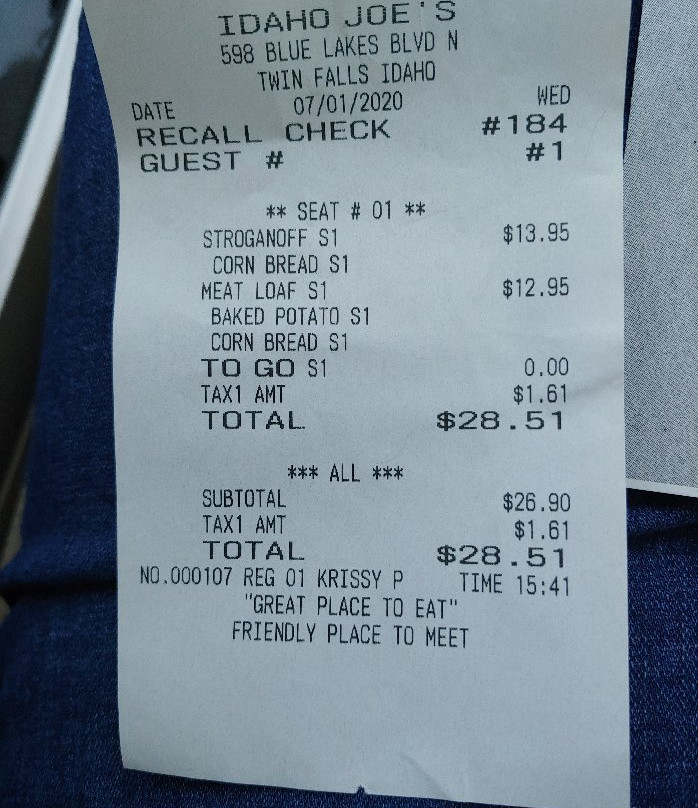 IDAHO JOE'S
598 BLUE LAKES BLVD N
TWIN FALLS IDAHO
DATE 07/01/2020 WED
RECALL CHECK #184
GUEST # #1
** SEAT # 01 **
STROGANOFF S1 $13.95
CORN BREAD S1
MEAT LOAF S1 $12.95
BAKED POTATO S1
CORN BREAD S1
TO GO S1 0.00
TAX1 AMT $1.61
TOTAL $28.51
*** ALL ***
SUBTOTAL $26.90
TAX1 AMT $1.61
TOTAL $28.51
NO.000107 REG 01 KRISSY P TIME 15:41
"GREAT PLACE TO EAT"
FRIENDLY PLACE TO MEET